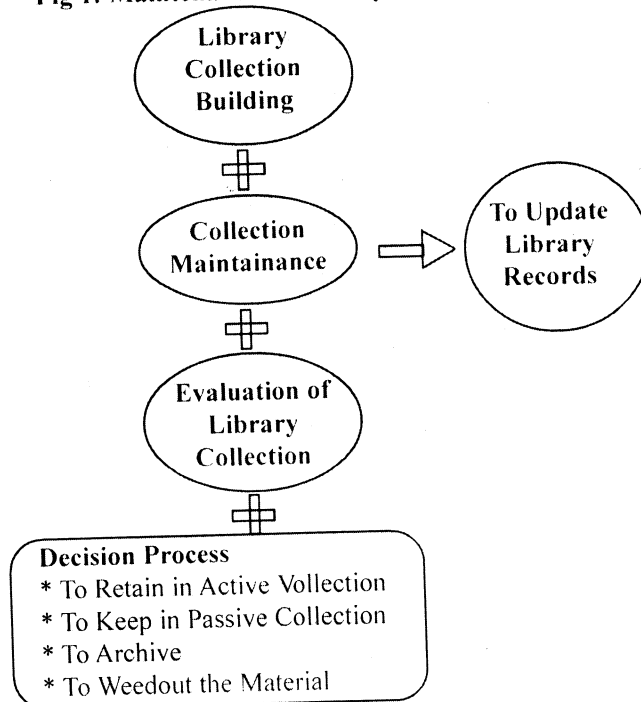 Library
Collection
Building
Collection
Maintainance
To Update
Library
Records
Evaluation of
Library
Collection
Decision Process
* To Retain in Active Vollection
* To Keep in Passive Collection
* To Archive
* To Weedout the Material